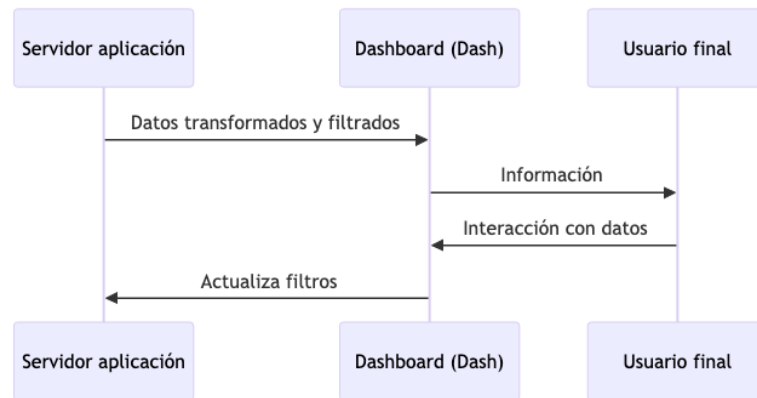 Servidor aplicación
Dashboard (Dash)
Usuario final
Datos transformados y filtrados
Información
Interacción con datos
Actualiza filtros
Servidor aplicación
Dashboard (Dash)
Usuario final